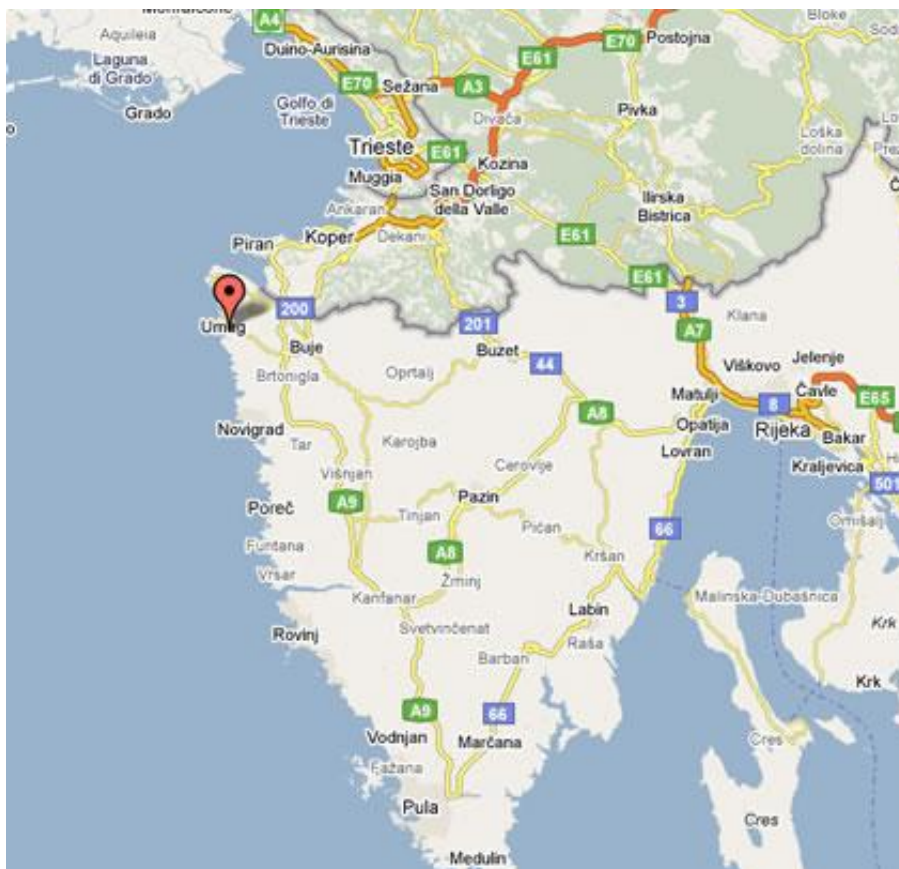 Monfalcone
A4
Aquileia
Duino-Aurisina
E61
E70
Postojna
Bloke
Laguna
di Grado
E70
Sežana
A3
Grado
Golfo di
Trieste
Divača
Pivka
Loška
dolina
Trieste
E61
Kozina
Muggia
San Dorligo
della Valle
Ilirska
Bistrica
Ankaran
Piran
Koper
Dekani
E61
E61
Umag
200
201
3
Klana
A7
Buje
Buzet
44
Viškovo
Jelenje
Brtonigla
Oprtalj
Matulji
8
Čavle
E65
A8
Opatija
Rijeka
Bakar
Novigrad
Tar
Karojba
Lovran
Kraljevica
Višnjan
Cerovlje
501
Poreč
A9
Pazin
Tinjan
Pićan
66
Omišalj
Funtana
A8
Kršan
Vrsar
Žminj
Kanfanar
Malinska-Dubašnica
Labin
Rovinj
Svetvinčenat
Raša
Krk
Barban
Krk
A9
66
Vodnjan
Marčana
Cres
Fažana
Pula
Cres
Medulin